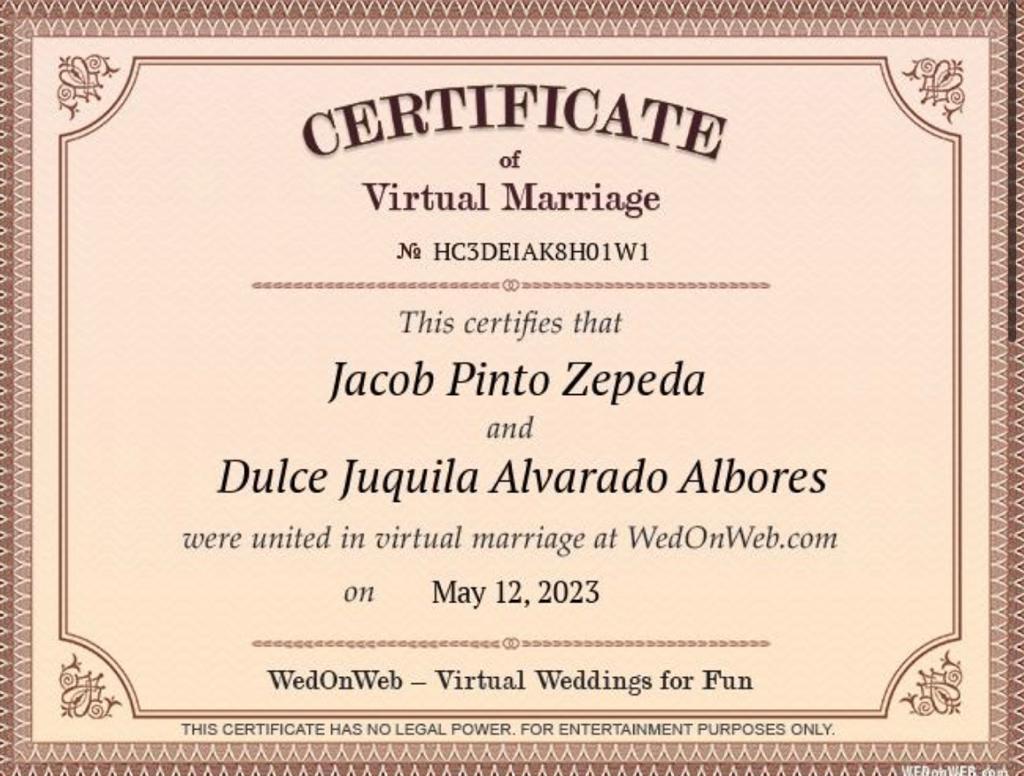 CERTIFICATE
of
Virtual Marriage
№ HC3DEIAK8H01W1
This certifies that
Jacob Pinto Zepeda
and
Dulce Juquila Alvarado Albores
were united in virtual marriage at WedOnWeb.com
on May 12, 2023
WedOnWeb – Virtual Weddings for Fun
THIS CERTIFICATE HAS NO LEGAL POWER. FOR ENTERTAINMENT PURPOSES ONLY.
WEDonWEB.com